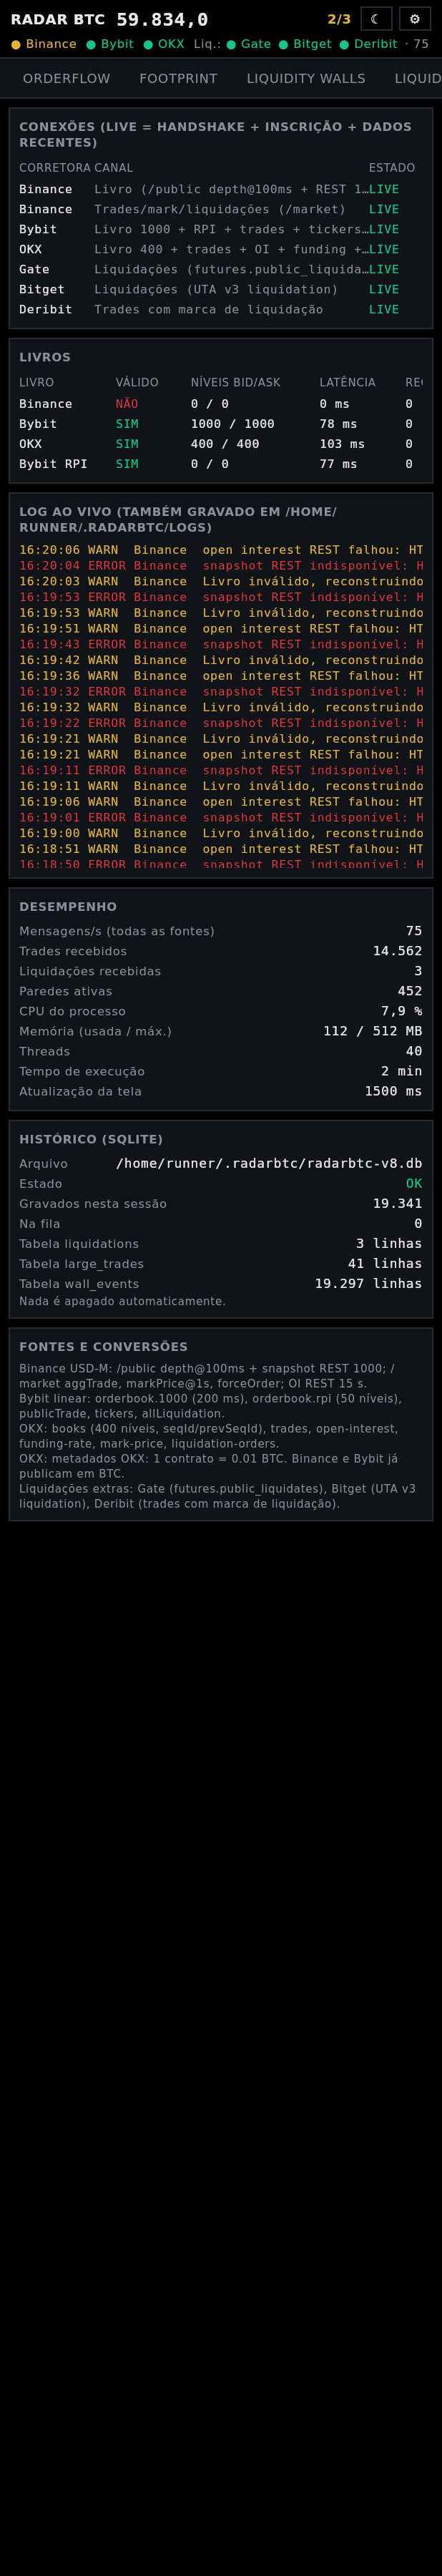 RADAR BTC 59.834,0 2/3 ☾ ⚙
Binance Bybit OKX Liq.: Gate Bitget Deribit · 75
ORDERFLOW FOOTPRINT LIQUIDITY WALLS LIQUID
CONEXÕES (LIVE = HANDSHAKE + INSCRIÇÃO + DADOS
RECENTES)
CORRETORA CANAL ESTADO
Binance Livro (/public depth@100ms + REST 1… LIVE
Binance Trades/mark/liquidações (/market) LIVE
Bybit Livro 1000 + RPI + trades + tickers… LIVE
OKX Livro 400 + trades + OI + funding +… LIVE
Gate Liquidações (futures.public_liquida… LIVE
Bitget Liquidações (UTA v3 liquidation) LIVE
Deribit Trades com marca de liquidação LIVE
LIVROS
LIVRO VÁLIDO NÍVEIS BID/ASK LATÊNCIA REC
Binance NÃO 0 / 0 0 ms 0
Bybit SIM 1000 / 1000 78 ms 0
OKX SIM 400 / 400 103 ms 0
Bybit RPI SIM 0 / 0 77 ms 0
LOG AO VIVO (TAMBÉM GRAVADO EM /HOME/
RUNNER/.RADARBTC/LOGS)
16:20:06 WARN Binance open interest REST falhou: HT
16:20:04 ERROR Binance snapshot REST indisponível: H
16:20:03 WARN Binance Livro inválido, reconstruindo
16:19:53 ERROR Binance snapshot REST indisponível: H
16:19:53 WARN Binance Livro inválido, reconstruindo
16:19:51 WARN Binance open interest REST falhou: HT
16:19:43 ERROR Binance snapshot REST indisponível: H
16:19:42 WARN Binance Livro inválido, reconstruindo
16:19:36 WARN Binance open interest REST falhou: HT
16:19:32 ERROR Binance snapshot REST indisponível: H
16:19:32 WARN Binance Livro inválido, reconstruindo
16:19:22 ERROR Binance snapshot REST indisponível: H
16:19:21 WARN Binance Livro inválido, reconstruindo
16:19:21 WARN Binance open interest REST falhou: HT
16:19:11 ERROR Binance snapshot REST indisponível: H
16:19:11 WARN Binance Livro inválido, reconstruindo
16:19:06 WARN Binance open interest REST falhou: HT
16:19:01 ERROR Binance snapshot REST indisponível: H
16:19:00 WARN Binance Livro inválido, reconstruindo
16:18:51 WARN Binance open interest REST falhou: HT
16:18:50 ERROR Binance snapshot REST indisponível: H
DESEMPENHO
Mensagens/s (todas as fontes) 75
Trades recebidos 14.562
Liquidações recebidas 3
Paredes ativas 452
CPU do processo 7,9 %
Memória (usada / máx.) 112 / 512 MB
Threads 40
Tempo de execução 2 min
Atualização da tela 1500 ms
HISTÓRICO (SQLITE)
Arquivo /home/runner/.radarbtc/radarbtc-v8.db
Estado OK
Gravados nesta sessão 19.341
Na fila 0
Tabela liquidations 3 linhas
Tabela large_trades 41 linhas
Tabela wall_events 19.297 linhas
Nada é apagado automaticamente.
FONTES E CONVERSÕES
Binance USD-M: /public depth@100ms + snapshot REST 1000; /
market aggTrade, markPrice@1s, forceOrder; OI REST 15 s.
Bybit linear: orderbook.1000 (200 ms), orderbook.rpi (50 níveis),
publicTrade, tickers, allLiquidation.
OKX: books (400 níveis, seqId/prevSeqId), trades, open-interest,
funding-rate, mark-price, liquidation-orders.
OKX: metadados OKX: 1 contrato = 0.01 BTC. Binance e Bybit já
publicam em BTC.
Liquidações extras: Gate (futures.public_liquidates), Bitget (UTA v3
liquidation), Deribit (trades com marca de liquidação).